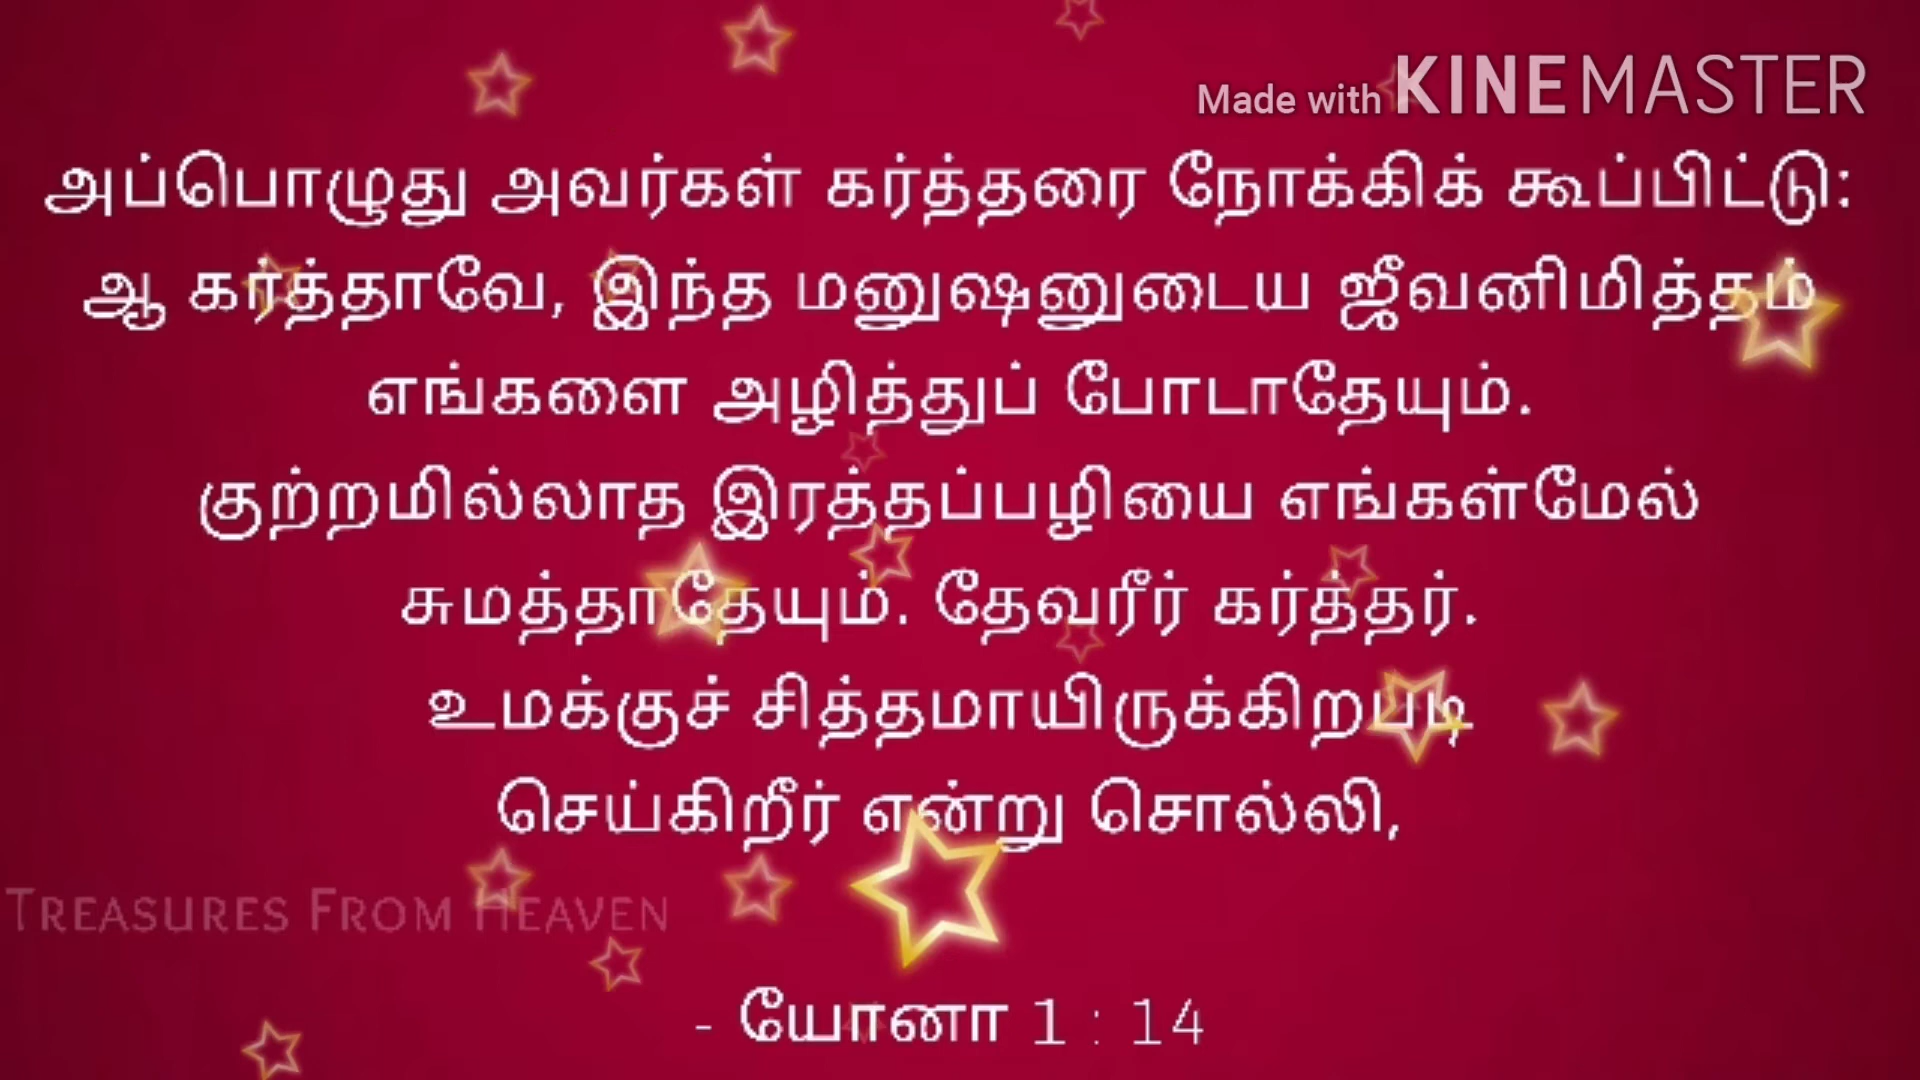 Made with KINEMASTER
அப்பொழுது அவர்கள் கர்த்தரை நோக்கிக் கூப்பிட்டு:
ஆ கர்த்தாவே, இந்த மனுஷனுடைய ஜீவனிமித்தம்
எங்களை அழித்துப் போடாதேயும்.
குற்றமில்லாத இரத்தப்பழியை எங்கள்மேல்
சுமத்தாதேயும். தேவரீர் கர்த்தர்.
உமக்குச் சித்தமாயிருக்கிறபடி
செய்கிறீர் என்று சொல்லி,
TREASURES FROM HEAVEN
- யோனா 1 : 14